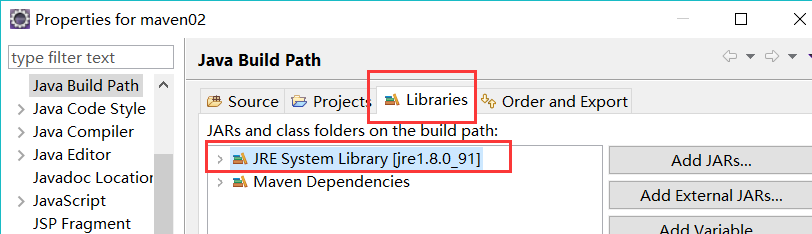 Properties for maven02
type filter text
Java Build Path
Java Code Style
Java Compiler
Java Editor
Javadoc Location
JavaScript
JSP Fragment
Java Build Path
Source
Projects
Libraries
Order and Export
JARs and class folders on the build path:
JRE System Library [jre1.8.0_91]
Maven Dependencies
Add JARs...
Add External JARs...
Add Variable...